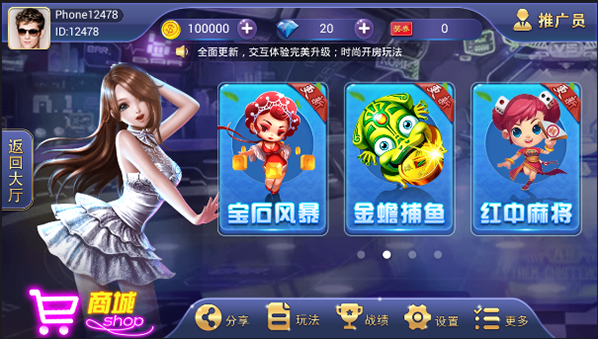 Phone12478
ID:12478
100000
20
奖券
0
推广员
全面更新，交互体验完美升级；时尚开房玩法
返回大厅
宝石风暴
金蟾捕鱼
红中麻将
商城
shop
分享
玩法
战绩
设置
更多